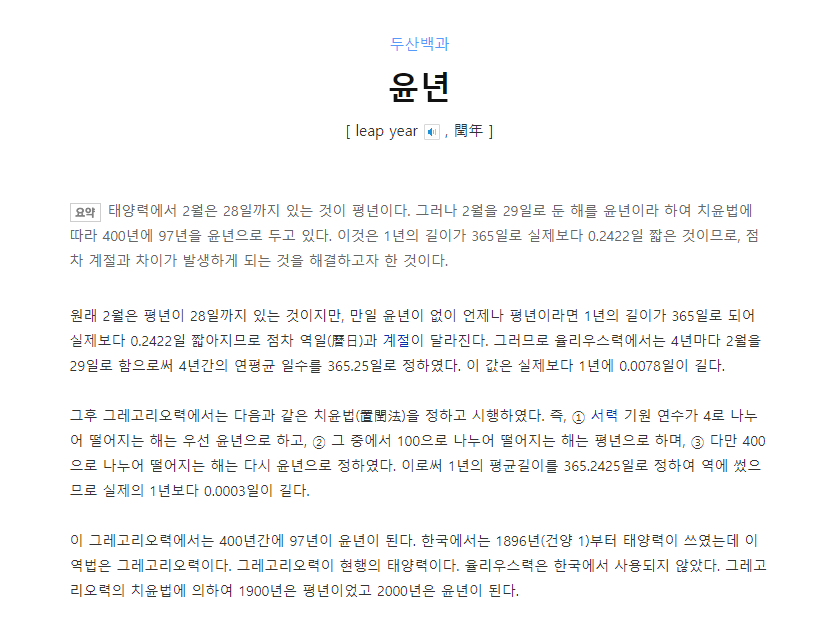 두산백과
윤년
[ leap year , 閏年 ]
요약 태양력에서 2월은 28일까지 있는 것이 평년이다. 그러나 2월을 29일로 둔 해를 윤년이라 하여 치윤법에
따라 400년에 97년을 윤년으로 두고 있다. 이것은 1년의 길이가 365일로 실제보다 0.2422일 짧은 것이므로, 점
차 계절과 차이가 발생하게 되는 것을 해결하고자 한 것이다.
원래 2월은 평년이 28일까지 있는 것이지만, 만일 윤년이 없이 언제나 평년이라면 1년의 길이가 365일로 되어
실제보다 0.2422일 짧아지므로 점차 역일(曆日)과 계절이 달라진다. 그러므로 율리우스력에서는 4년마다 2월을
29일로 함으로써 4년간의 연평균 일수를 365.25일로 정하였다. 이 값은 실제보다 1년에 0.0078일이 길다.
그후 그레고리오력에서는 다음과 같은 치윤법(置閏法)을 정하고 시행하였다. 즉, ① 서력 기원 연수가 4로 나누
어 떨어지는 해는 우선 윤년으로 하고, ② 그 중에서 100으로 나누어 떨어지는 해는 평년으로 하며, ③ 다만 400
으로 나누어 떨어지는 해는 다시 윤년으로 정하였다. 이로써 1년의 평균길이를 365.2425일로 정하여 역에 썼으
므로 실제의 1년보다 0.0003일이 길다.
이 그레고리오력에서는 400년간에 97년이 윤년이 된다. 한국에서는 1896년(건양 1)부터 태양력이 쓰였는데 이
역법은 그레고리오력이다. 그레고리오력이 현행의 태양력이다. 율리우스력은 한국에서 사용되지 않았다. 그레고
리오력의 치윤법에 의하여 1900년은 평년이었고 2000년은 윤년이 된다.